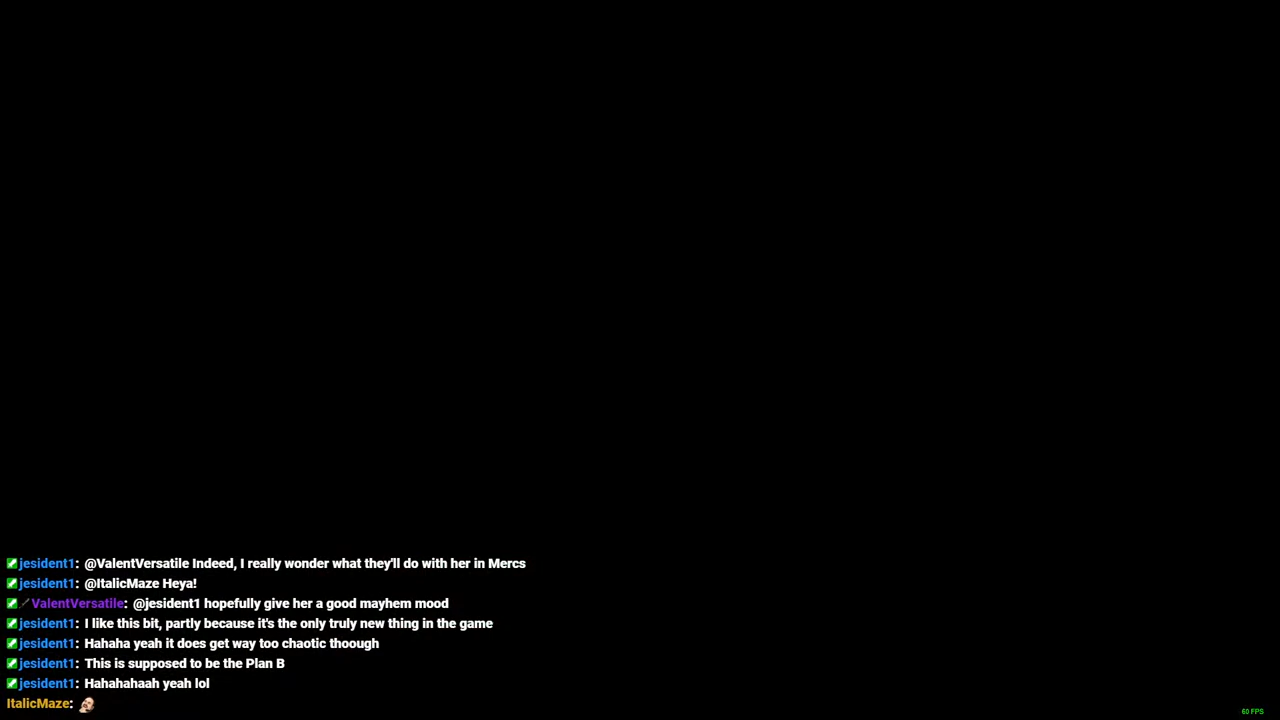 jesident1: @ValentVersatile Indeed, I really wonder what they'll do with her in Mercs
jesident1: @ItalicMaze Heya!
ValentVersatile: @jesident1 hopefully give her a good mayhem mood
jesident1: I like this bit, partly because it's the only truly new thing in the game
jesident1: Hahaha yeah it does get way too chaotic thoough
jesident1: This is supposed to be the Plan B
jesident1: Hahahahaah yeah lol
ItalicMaze:
60 FPS